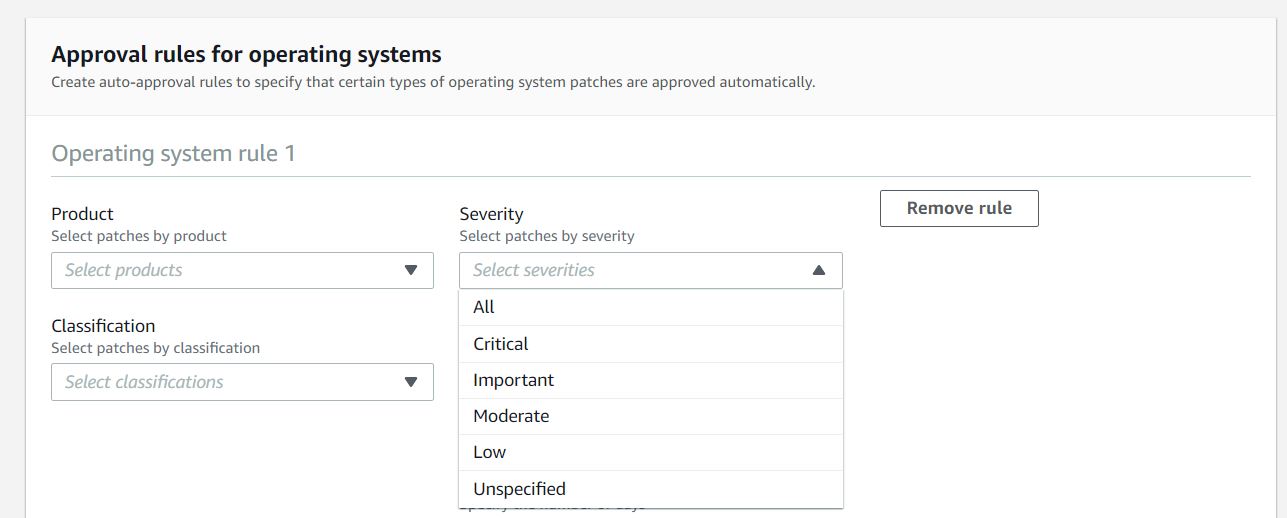 Approval rules for operating systems
Create auto-approval rules to specify that certain types of operating system patches are approved automatically.
Operating system rule 1
Product
Select patches by product
Select products
Severity
Select patches by severity
Select severities
All
Critical
Important
Moderate
Low
Unspecified
Remove rule
Classification
Select patches by classification
Select classifications